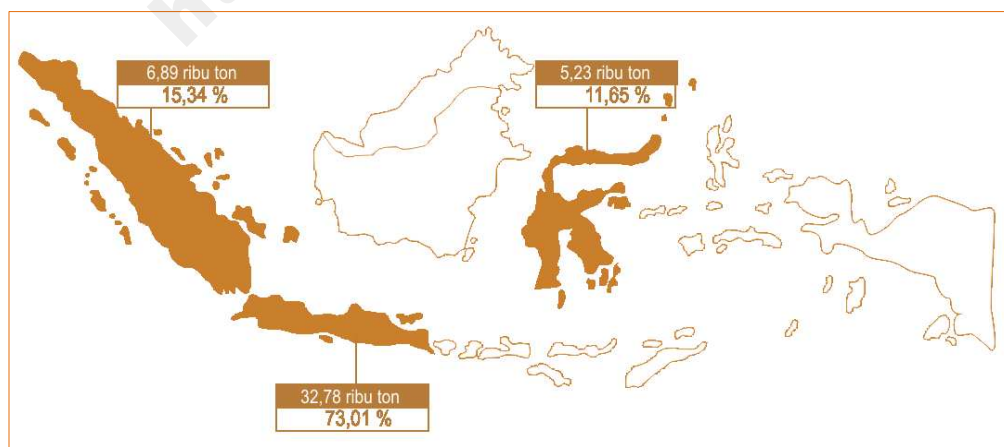 6,89 ribu ton
15,34 %
5,23 ribu ton
11,65 %
32,78 ribu ton
73,01 %